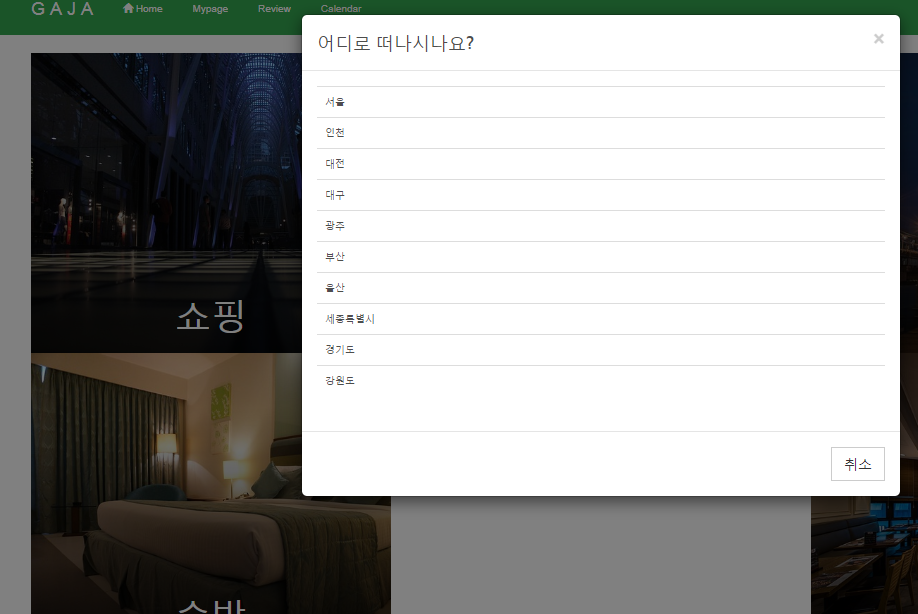 GAJA Home Mypage Review Calendar
어디로 떠나시나요? ×
서울
인천
대전
대구
광주
부산
울산
세종특별시
경기도
강원도
취소
쇼핑